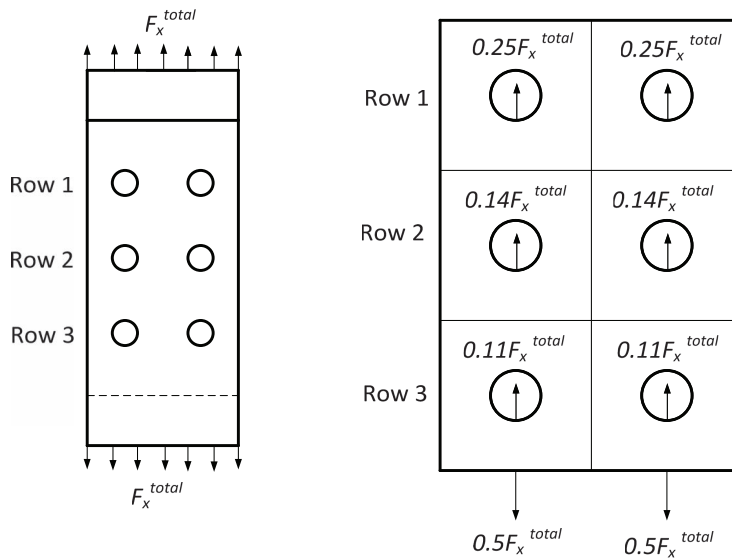 F_x^total
Row 1
Row 2
Row 3
F_x^total
0.25F_x^total 0.25F_x^total
Row 1
0.14F_x^total 0.14F_x^total
Row 2
0.11F_x^total 0.11F_x^total
Row 3
0.5F_x^total 0.5F_x^total